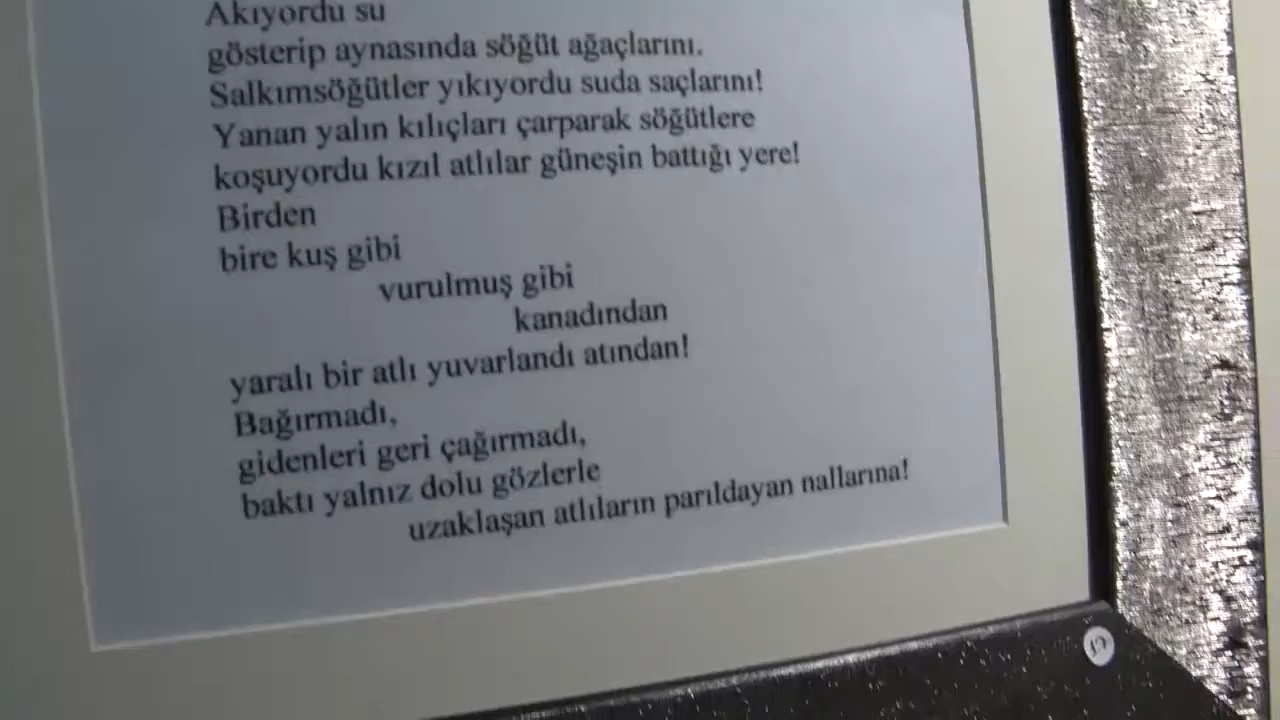 Akıyordu su
gösterip aynasında söğüt ağaçlarını.
Salkımsöğütler yıkıyordu suda saçlarını!
Yanan yalın kılıçları çarparak söğütlere
koşuyordu kızıl atlılar güneşin battığı yere!
Birden
bire kuş gibi
vurulmuş gibi
kanadından
yaralı bir atlı yuvarlandı atından!
Bağırmadı,
gidenleri geri çağırmadı,
baktı yalnız dolu gözlerle
uzaklaşan atlıların parıldayan nallarına!